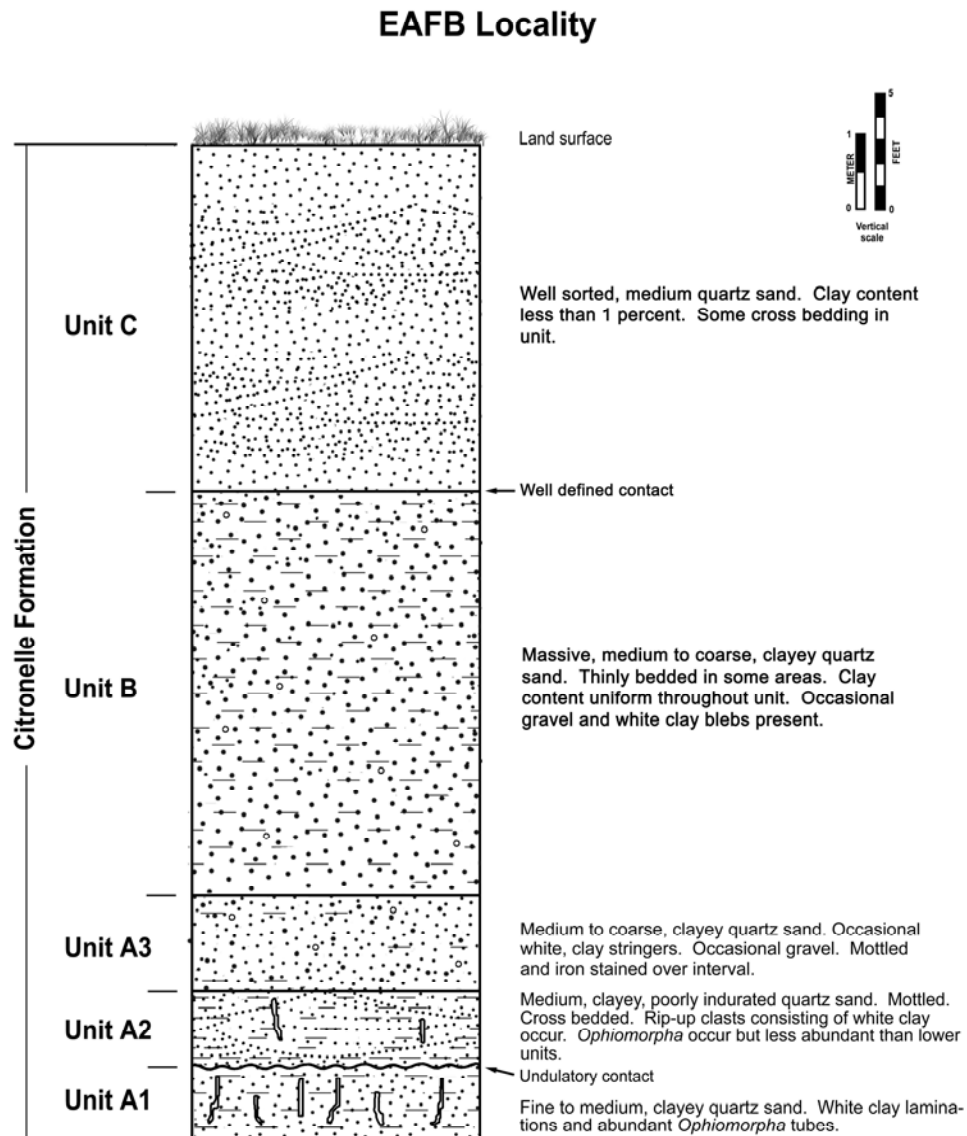 EAFB Locality
Land surface
1
METER
0
5
FEET
0
Vertical
scale
Citronelle Formation
Unit C
Well sorted, medium quartz sand. Clay content
less than 1 percent. Some cross bedding in
unit.
Well defined contact
Unit B
Massive, medium to coarse, clayey quartz
sand. Thinly bedded in some areas. Clay
content uniform throughout unit. Occasional
gravel and white clay blebs present.
Unit A3
Medium to coarse, clayey quartz sand. Occasional
white, clay stringers. Occasional gravel. Mottled
and iron stained over interval.
Unit A2
Medium, clayey, poorly indurated quartz sand. Mottled.
Cross bedded. Rip-up clasts consisting of white clay
occur. Ophiomorpha occur but less abundant than lower
units.
Undulatory contact
Unit A1
Fine to medium, clayey quartz sand. White clay lamina-
tions and abundant Ophiomorpha tubes.